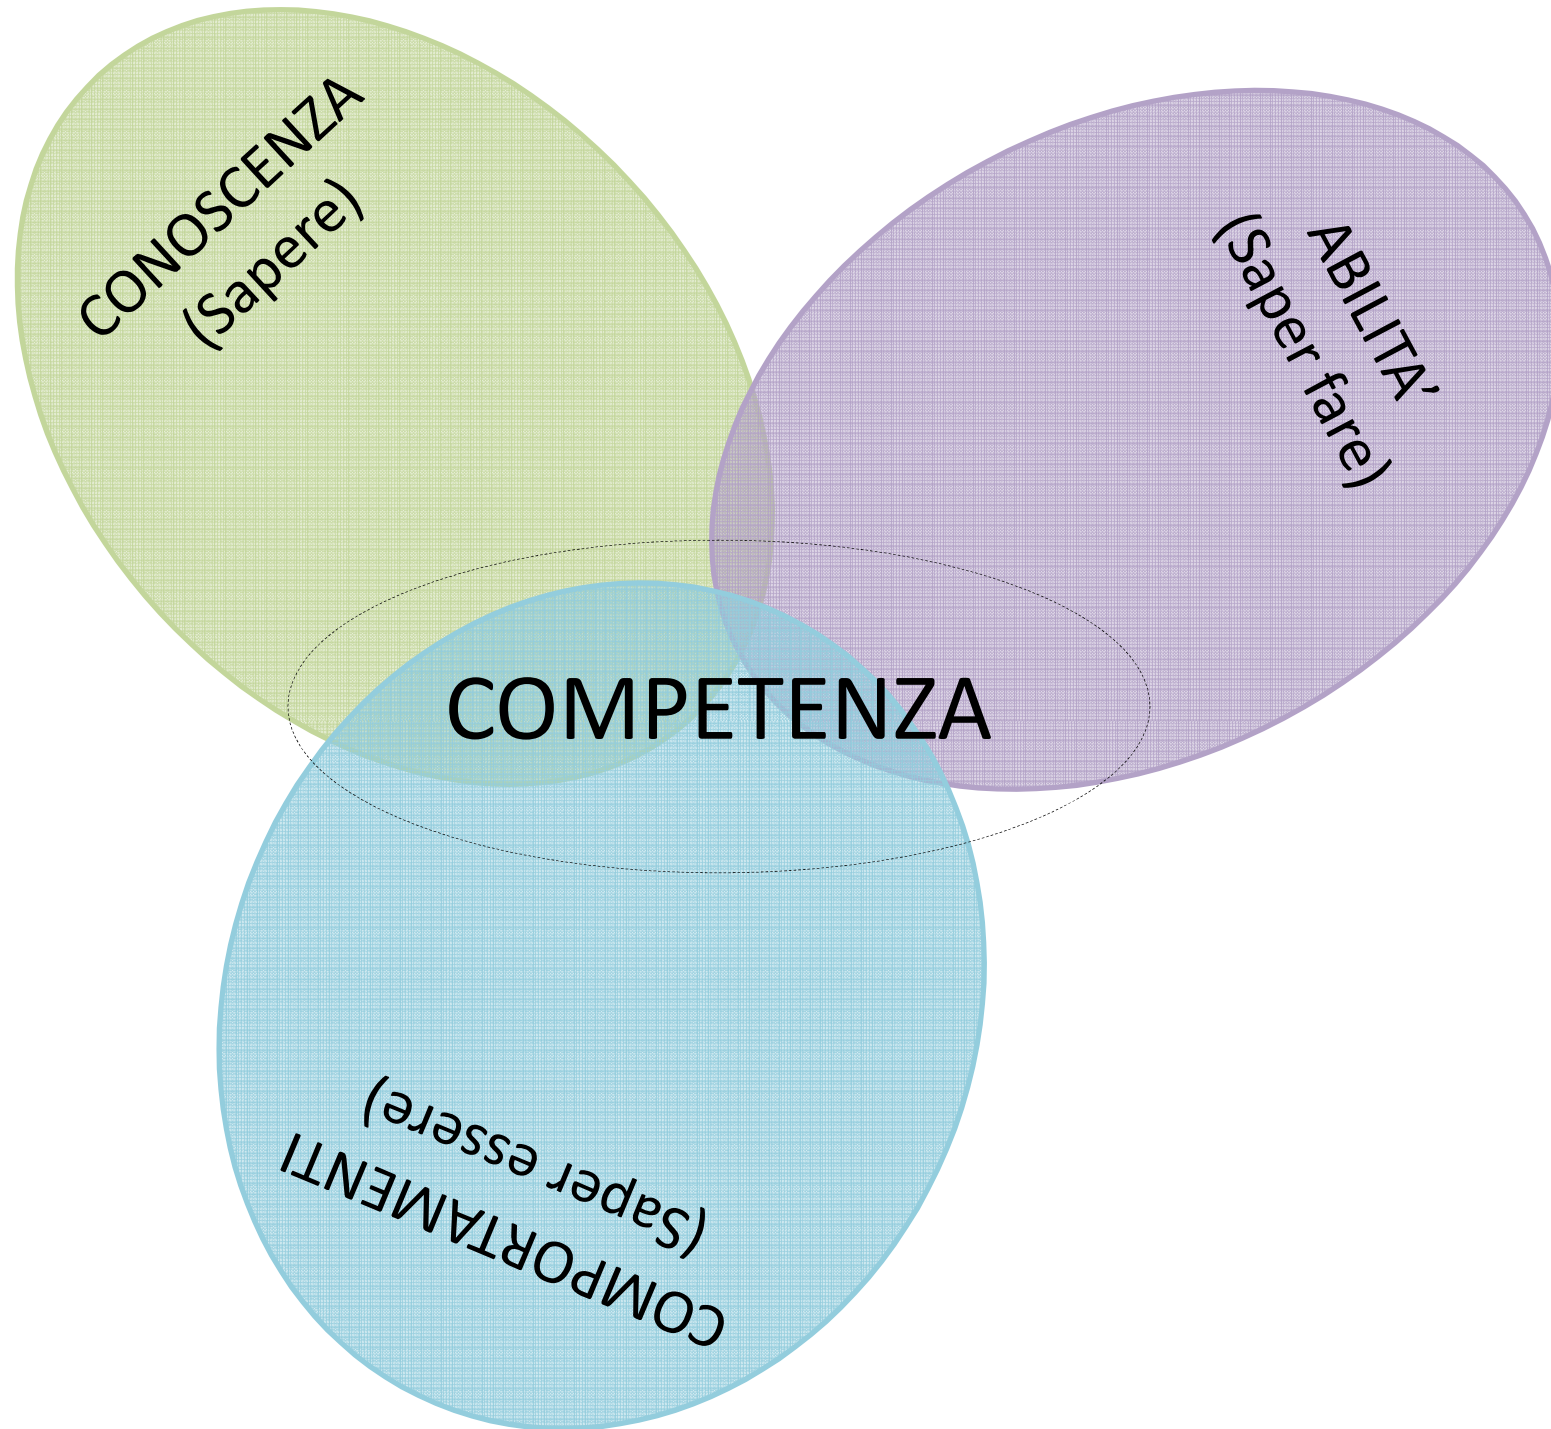 CONOSCENZA
(Sapere)
ABILITA’
(Saper fare)
COMPETENZA
COMPORTAMENTI
(Saper essere)